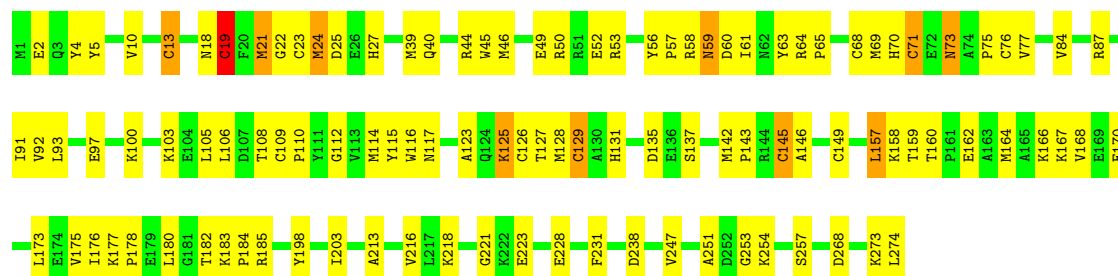 M1 E2 Q3 Y4 Y5 V10 C13 N18 C19 F20 M21 G22 C23 M24 D25 E26 H27 M39 Q40 R44 W45 M46 E49 D50 R51 E52 R53 Y56 P57 R58 N59 D60 I61 N62 Y63 R64 P65 C68 M69 H70 C71 E72 N73 A74 P75 C76 V77 V84 R87
I91 V92 L93 E97 K100 K103 E104 L105 L106 D107 T108 C109 P110 Y111 G112 V113 M114 Y115 W116 N117 A123 Q124 K125 C126 T127 M128 C129 A130 H131 D135 E136 S137 M142 P143 R144 C145 A146 C149 L157 K158 T159 T160 P161 E162 A163 M164 A165 K166 K167 V168 E169
L173 E174 V175 I176 K177 P178 E179 L180 G181 T182 K183 P184 R185 Y198 I203 A213 V216 L217 K218 G221 K222 E223 E228 F231 D238 V247 A251 D252 G253 K254 S257 D268 K273 L274